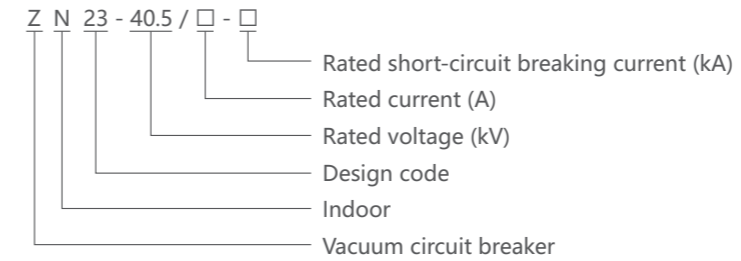 Z N 23 - 40.5 / □ - □
Rated short-circuit breaking current (kA)
Rated current (A)
Rated voltage (kV)
Design code
Indoor
Vacuum circuit breaker